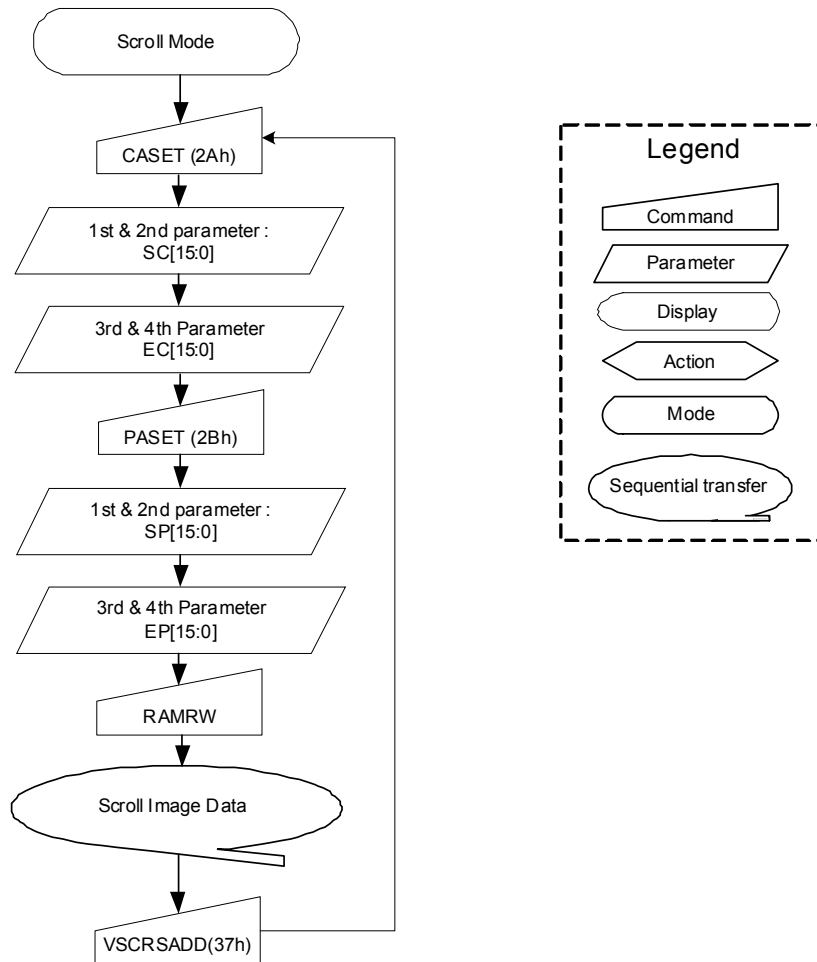 Scroll Mode
CASET (2Ah)
1st & 2nd parameter :
SC[15:0]
3rd & 4th Parameter
EC[15:0]
PASET (2Bh)
1st & 2nd parameter :
SP[15:0]
3rd & 4th Parameter
EP[15:0]
RAMRW
Scroll Image Data
VSCRSADD(37h)
Legend
Command
Parameter
Display
Action
Mode
Sequential transfer